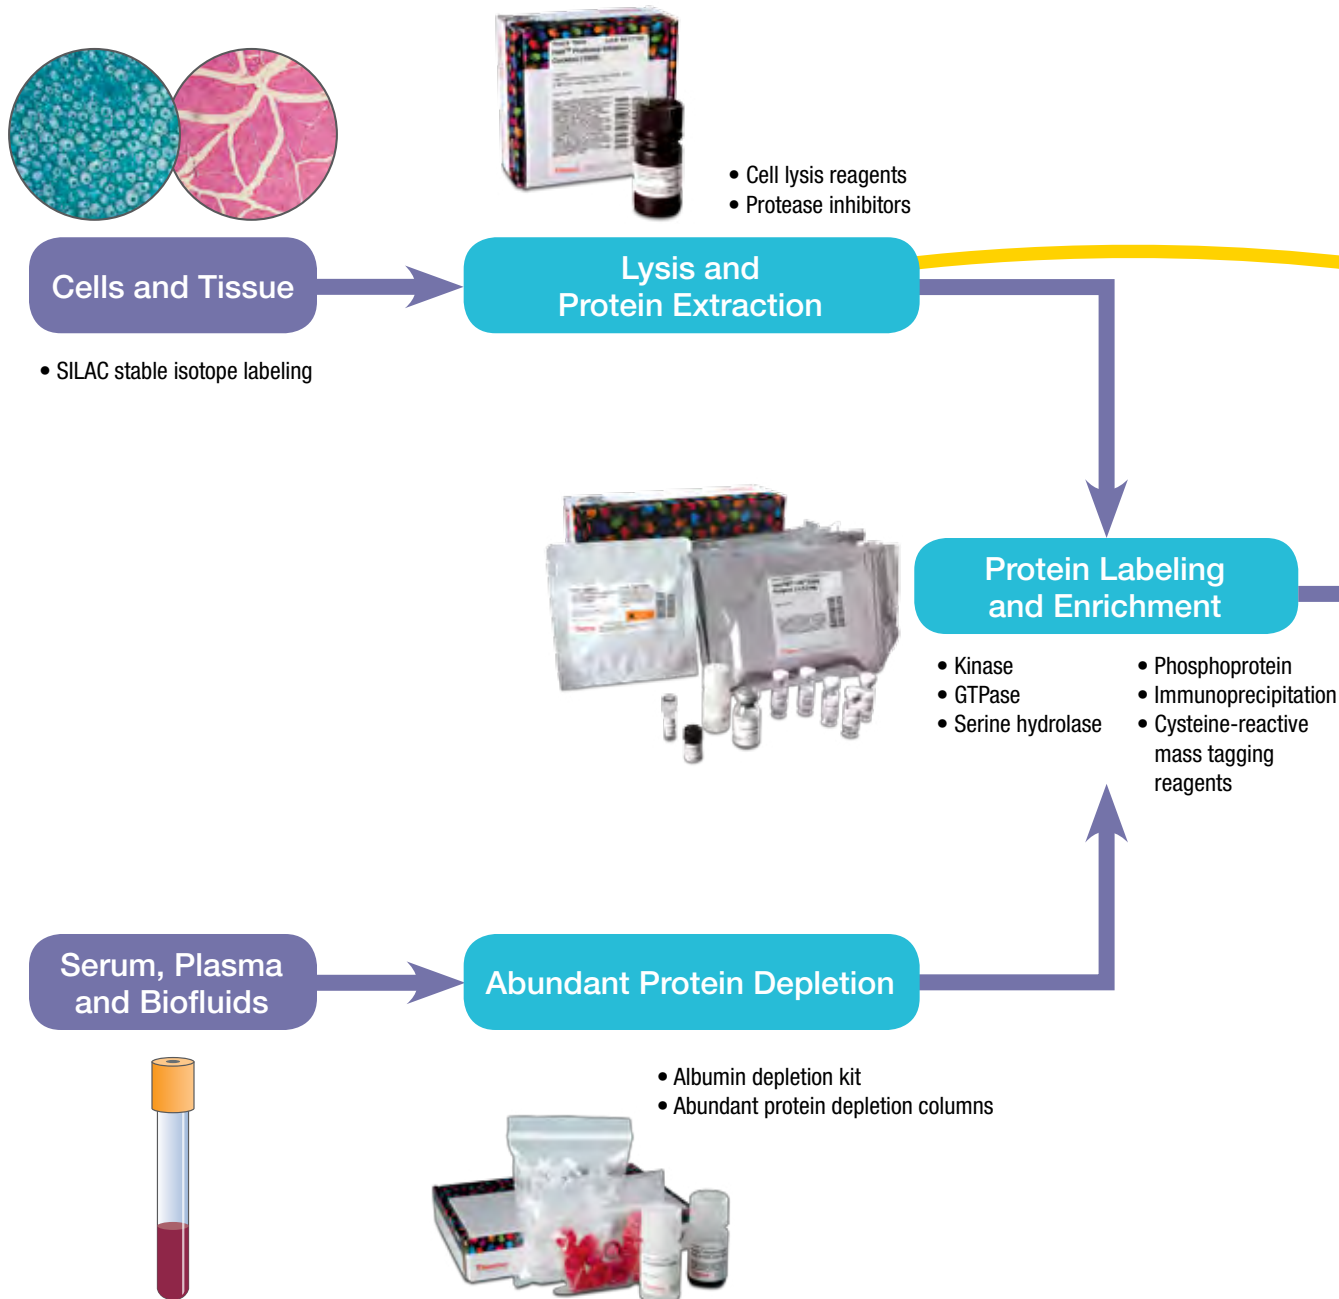 • Cell lysis reagents
• Protease inhibitors
Cells and Tissue
Lysis and
Protein Extraction
• SILAC stable isotope labeling
Protein Labeling
and Enrichment
• Kinase
• GTPase
• Serine hydrolase
• Phosphoprotein
• Immunoprecipitation
• Cysteine-reactive
mass tagging
reagents
Serum, Plasma
and Biofluids
Abundant Protein Depletion
• Albumin depletion kit
• Abundant protein depletion columns